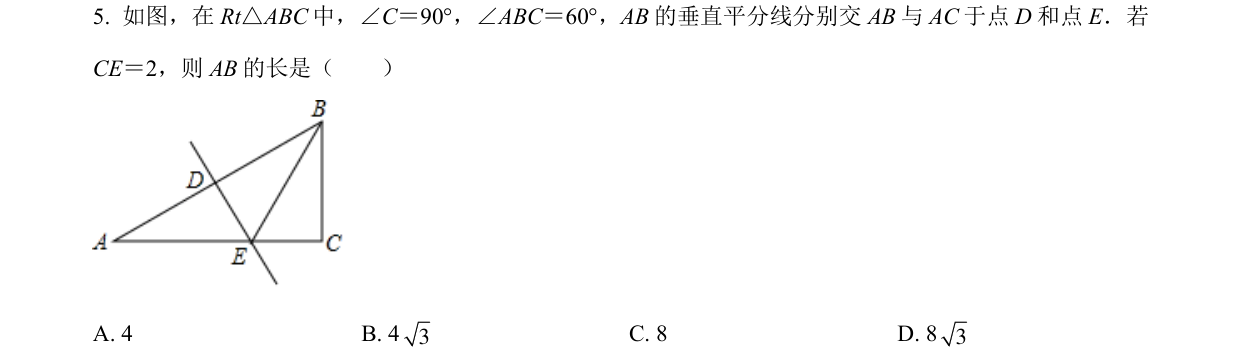 5. 如图，在 Rt△ABC 中，∠C＝90°，∠ABC＝60°，AB 的垂直平分线分别交 AB 与 AC 于点 D 和点 E．若
CE＝2，则 AB 的长是（　　）
B
D
A
E
C
A. 4 B. 4√3 C. 8 D. 8√3